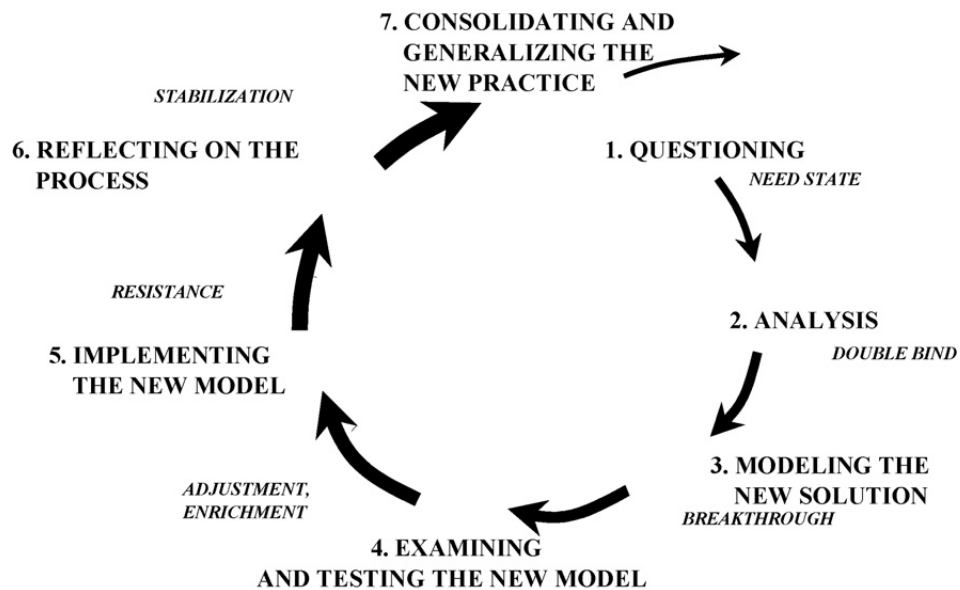 7. CONSOLIDATING AND
GENERALIZING THE
NEW PRACTICE
STABILIZATION
6. REFLECTING ON THE
PROCESS
1. QUESTIONING
NEED STATE
RESISTANCE
2. ANALYSIS
DOUBLE BIND
5. IMPLEMENTING
THE NEW MODEL
3. MODELING THE
NEW SOLUTION
BREAKTHROUGH
ADJUSTMENT,
ENRICHMENT
4. EXAMINING
AND TESTING THE NEW MODEL